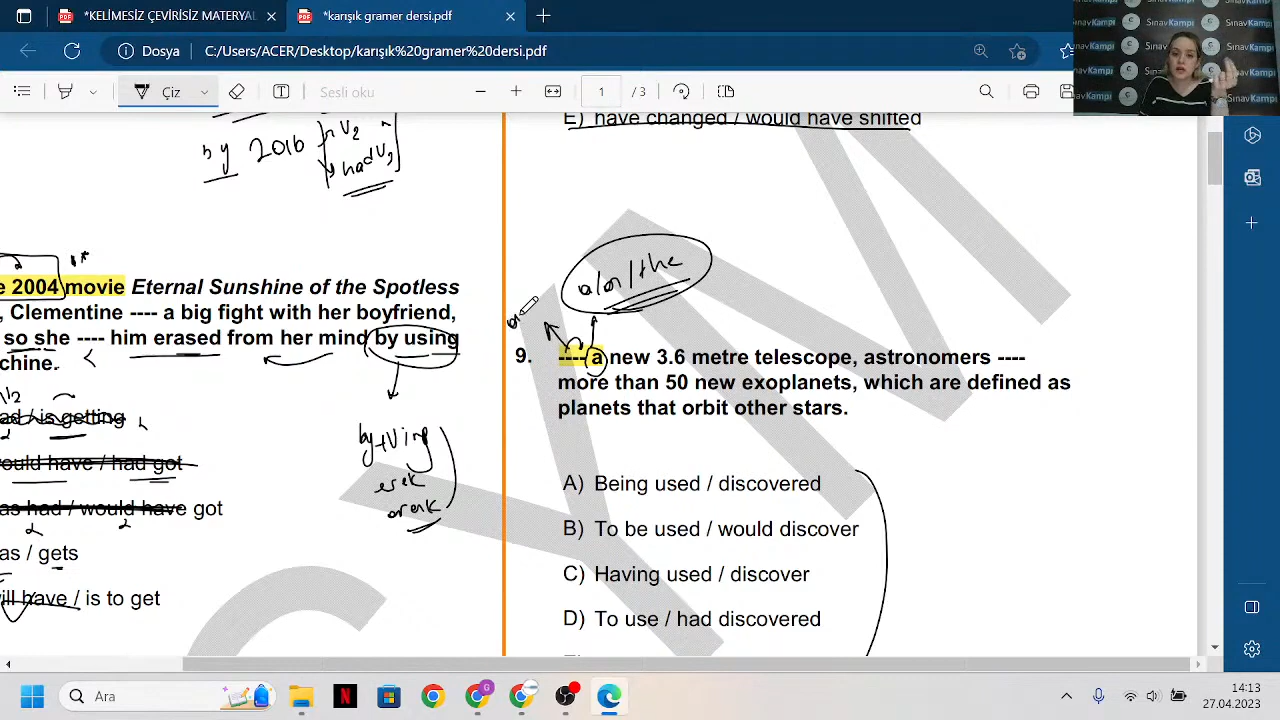 *KELİMESİZ ÇEVİRİSİZ MATERYAL
*karışık gramer dersi.pdf
Dosya
C:/Users/ACER/Desktop/karışık%20gramer%20dersi.pdf
Çiz
Sesli oku
1
/ 3
SınavKampı
E) have changed / would have shifted
by 2016
V2
had V3
a/an/the
e 2004 movie Eternal Sunshine of the Spotless
, Clementine ---- a big fight with her boyfriend,
so she ---- him erased from her mind by using
chine.
ad / is getting
ould have / had got
as had / would have got
as / gets
ill have / is to get
by+Ving
erek
arak
9. ---- a new 3.6 metre telescope, astronomers ----
more than 50 new exoplanets, which are defined as
planets that orbit other stars.
A) Being used / discovered
B) To be used / would discover
C) Having used / discover
D) To use / had discovered
Ara
14:13
27.04.2023